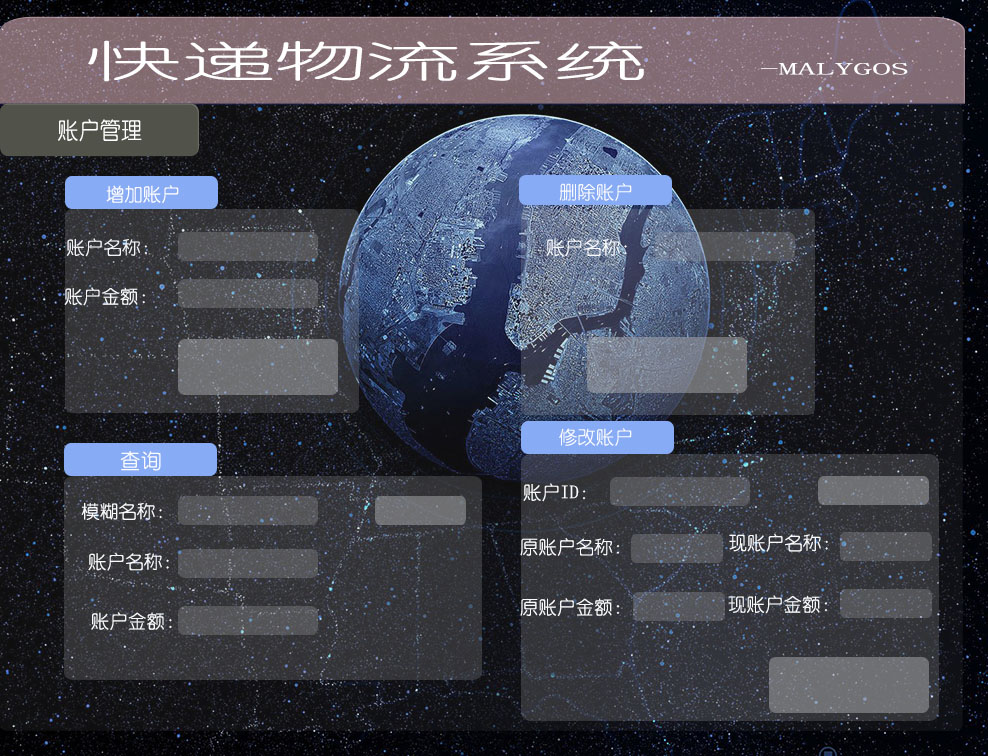 快递物流系统 —MALYGOS
账户管理
增加账户
账户名称：
账户金额：
删除账户
账户名称：
查询
模糊名称：
账户名称：
账户金额：
修改账户
账户ID：
原账户名称： 现账户名称：
原账户金额： 现账户金额：